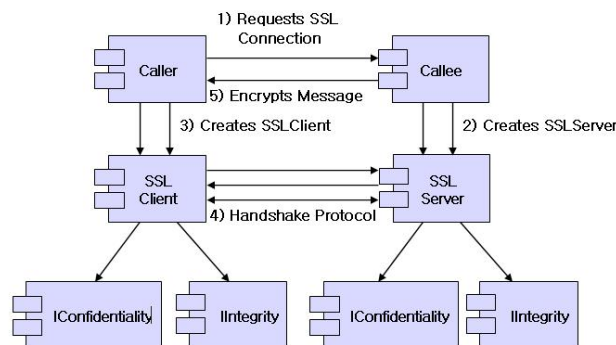 1) Requests SSL
Connection
Caller
Callee
5) Encrypts Message
3) Creates SSLClient
2) Creates SSLServer
SSL
Client
SSL
Server
4) Handshake Protocol
IConfidentiality
IIntegrity
IConfidentiality
IIntegrity